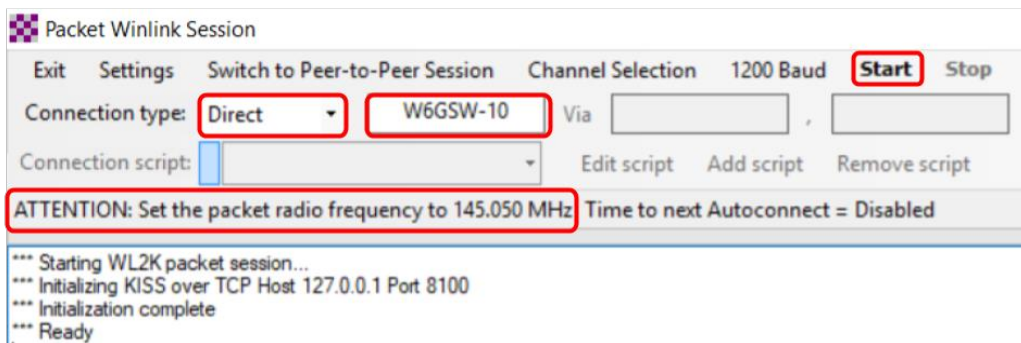 Packet Winlink Session
Exit Settings Switch to Peer-to-Peer Session Channel Selection 1200 Baud Start Stop
Connection type: Direct W6GSW-10 Via ,
Connection script: Edit script Add script Remove script
ATTENTION: Set the packet radio frequency to 145.050 MHz Time to next Autoconnect = Disabled
*** Starting WL2K packet session...
*** Initializing KISS over TCP Host 127.0.0.1 Port 8100
*** Initialization complete
*** Ready